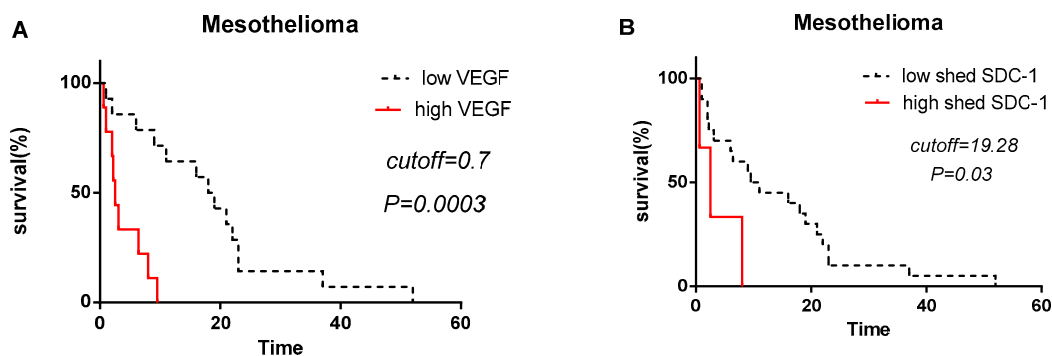 A
Mesothelioma
survival(%)
100
50
0
0
20
40
60
Time
low VEGF
high VEGF
cutoff=0.7
P=0.0003
B
Mesothelioma
survival(%)
100
50
0
0
20
40
60
Time
low shed SDC-1
high shed SDC-1
cutoff=19.28
P=0.03